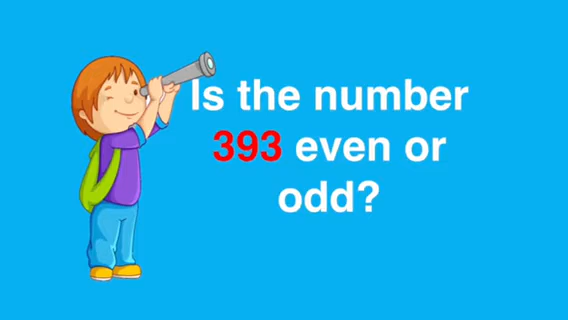 Is the number
393 even or
odd?